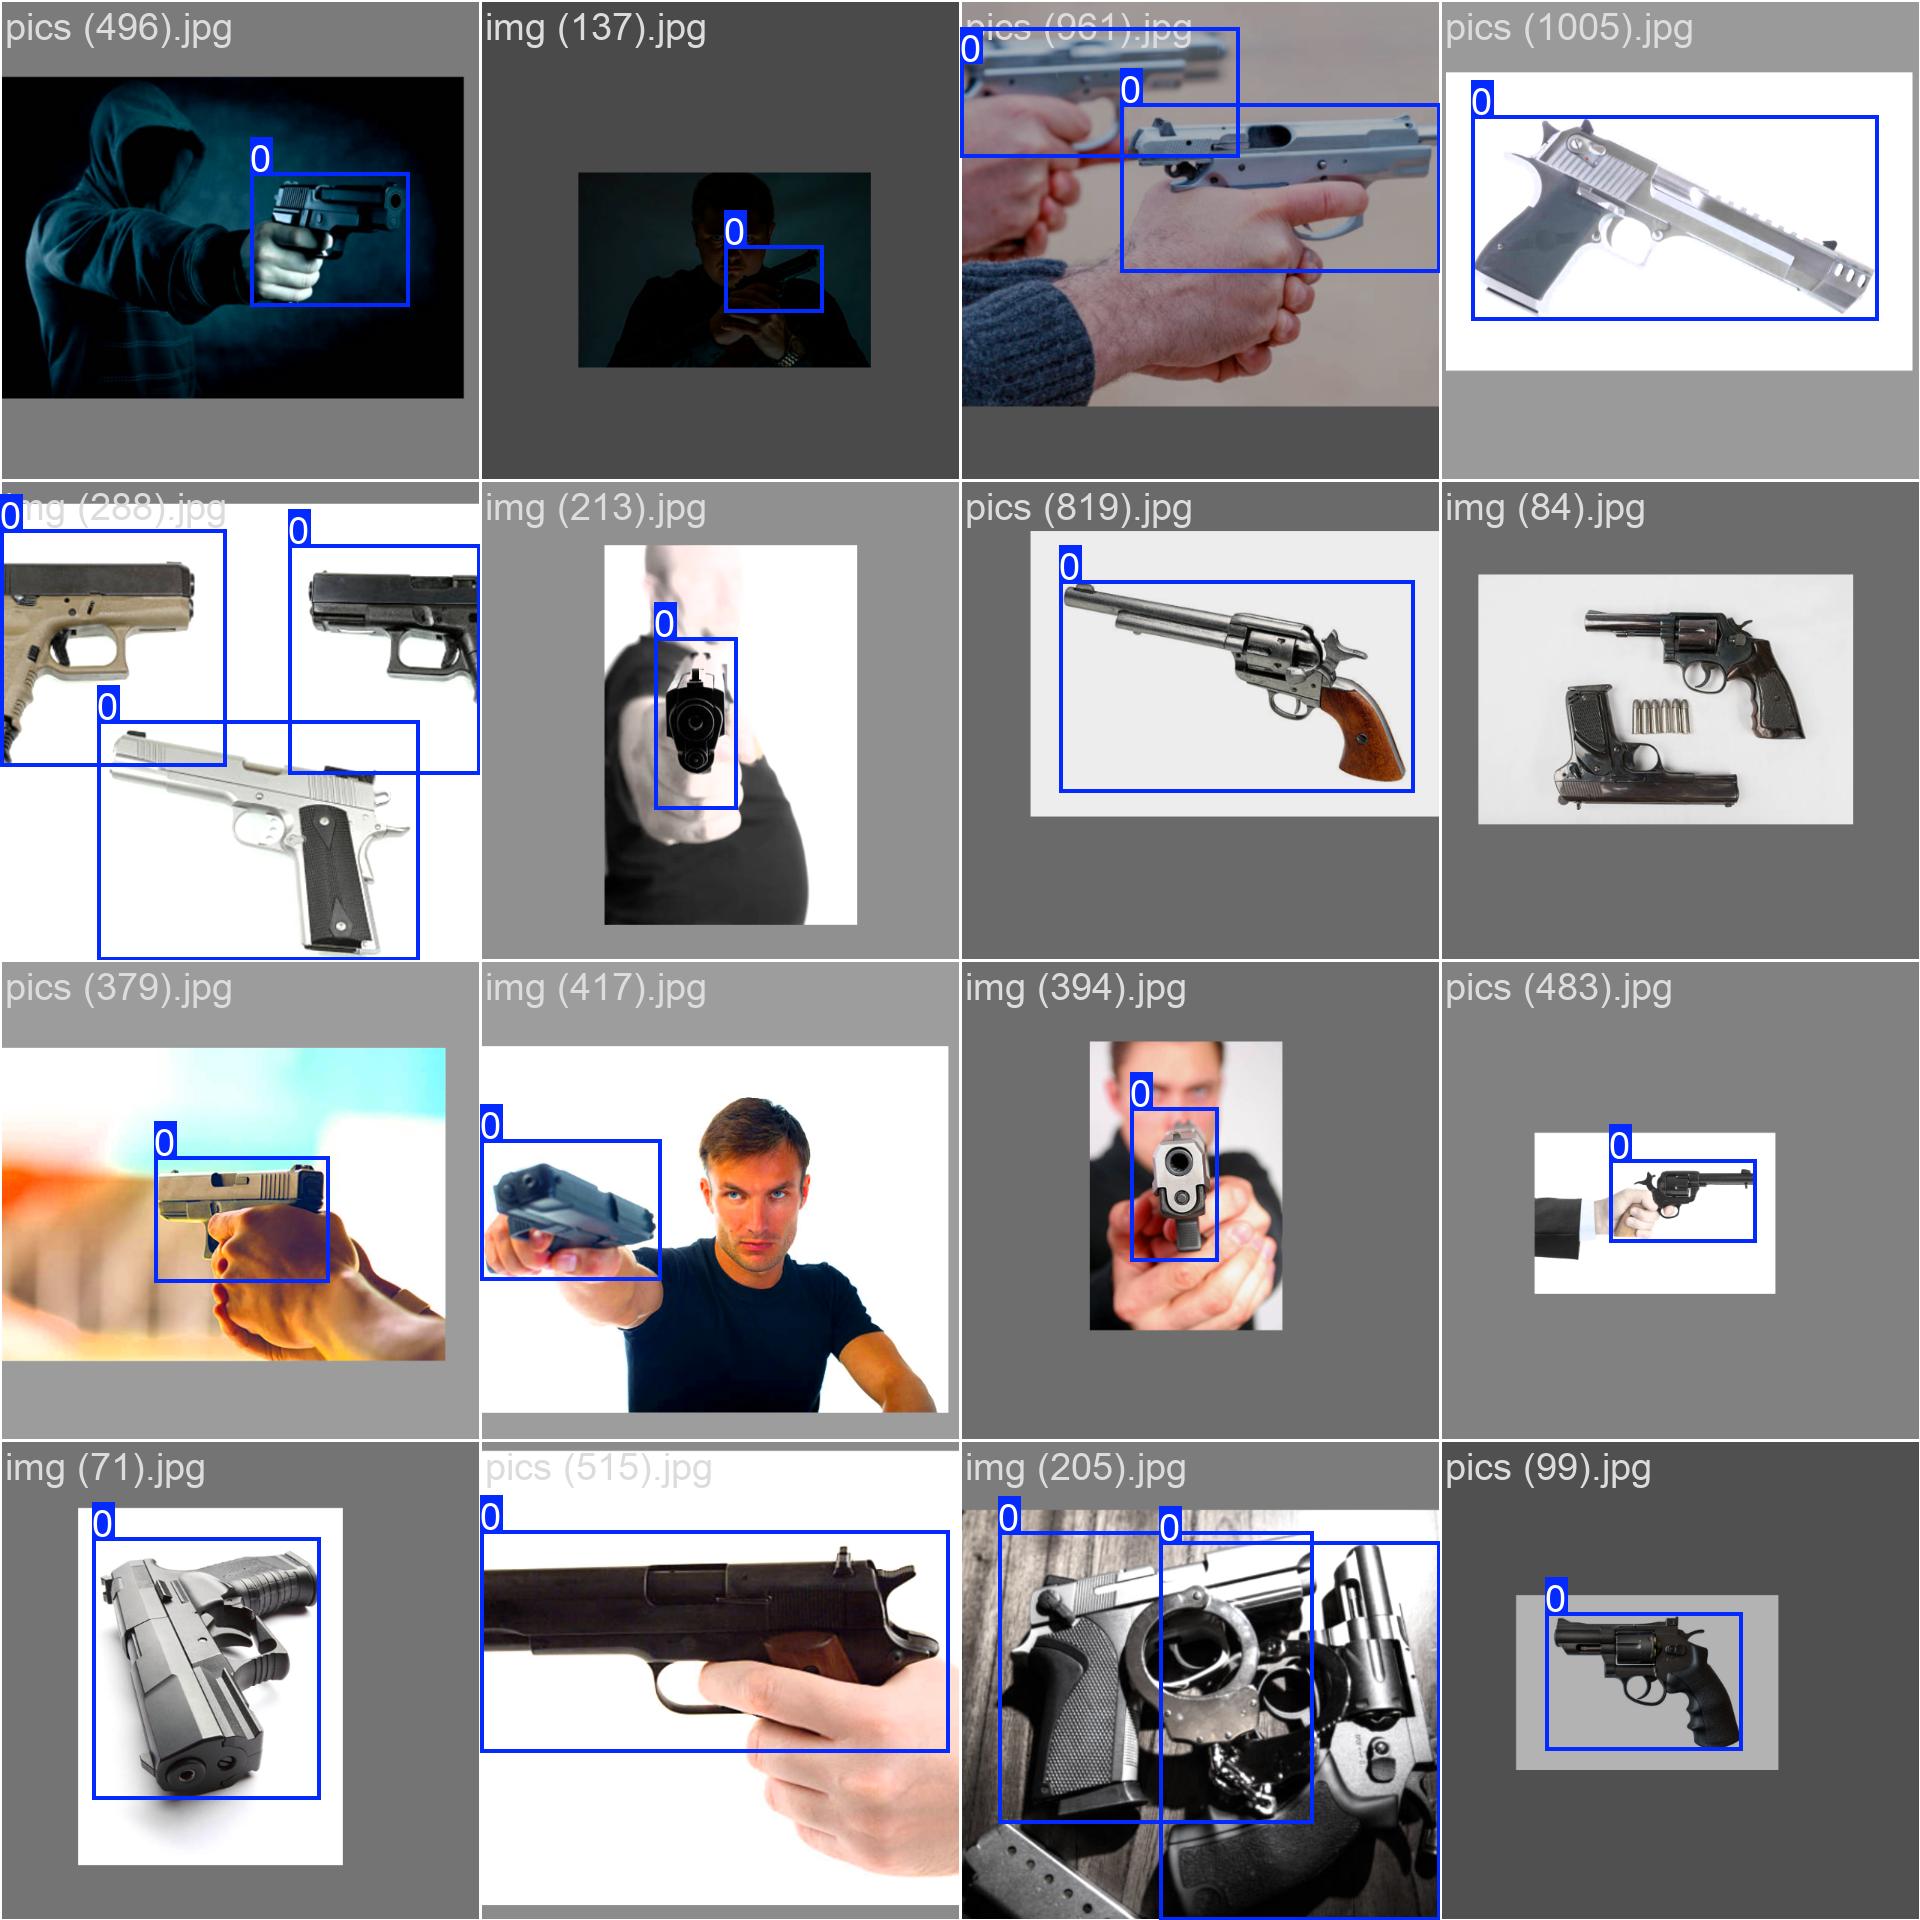 pics (496).jpg
img (137).jpg
pics (961).jpg
pics (1005).jpg
0
0
0
0
0
img (288).jpg
img (213).jpg
pics (819).jpg
img (84).jpg
0
0
0
0
0
pics (379).jpg
img (417).jpg
img (394).jpg
pics (483).jpg
0
0
0
0
img (71).jpg
pics (515).jpg
img (205).jpg
pics (99).jpg
0
0
0
0
0